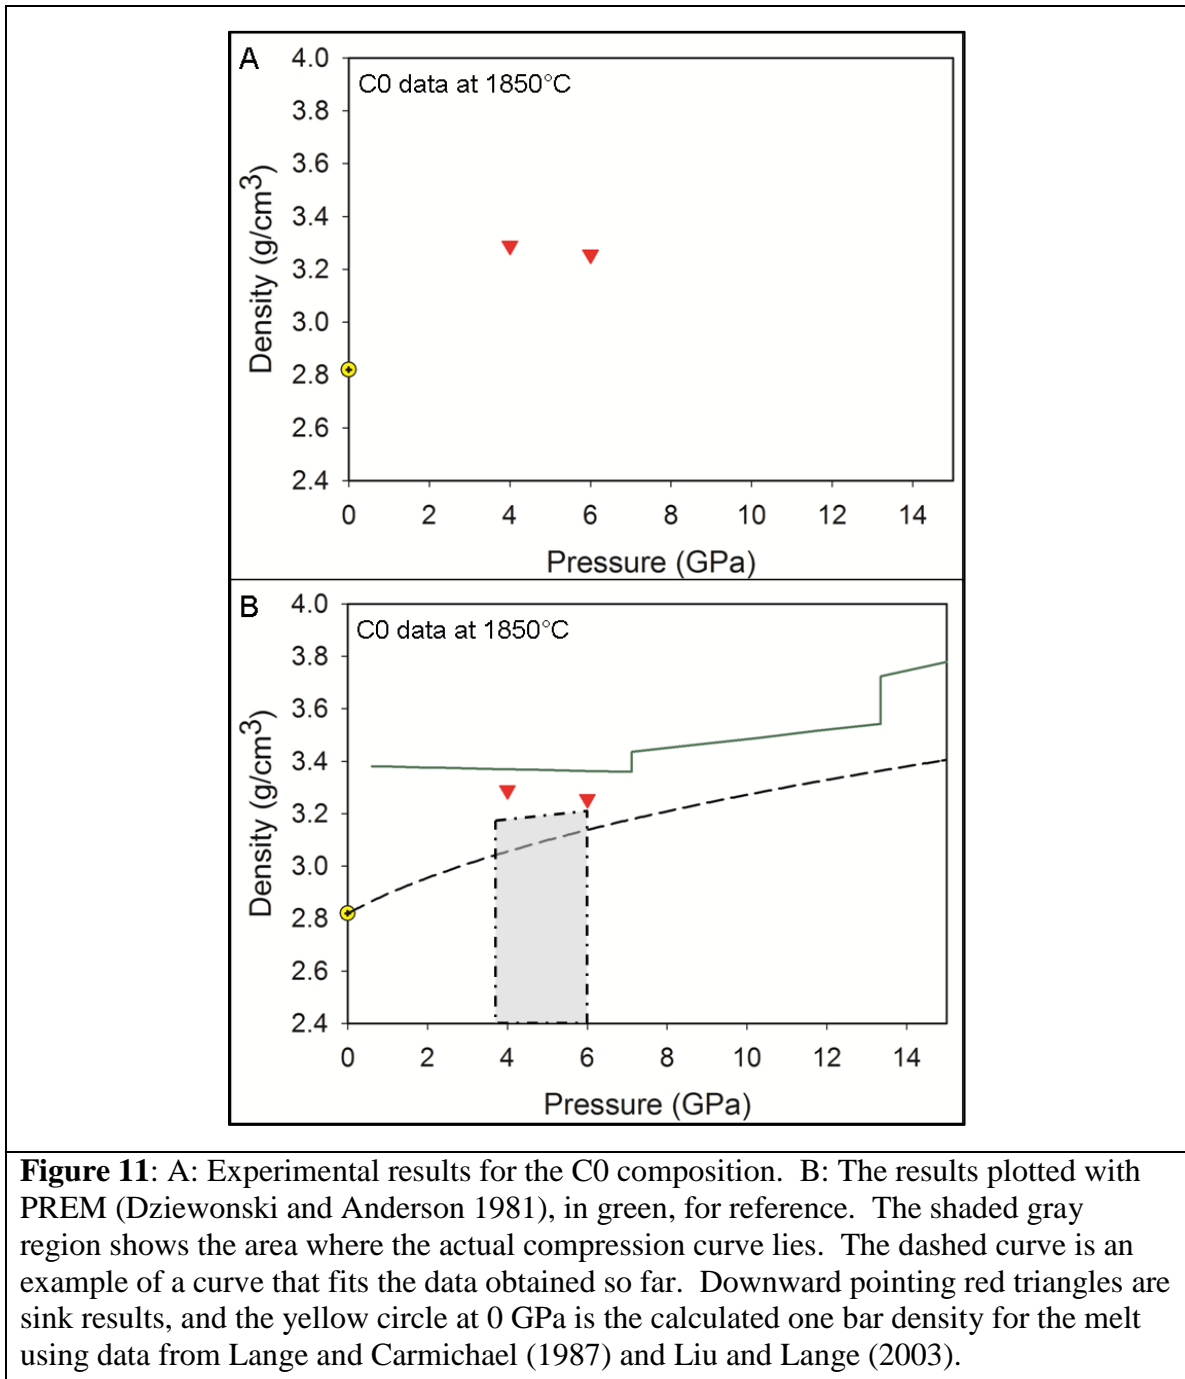 A
C0 data at 1850°C
Density (g/cm3)
4.0
3.8
3.6
3.4
3.2
3.0
2.8
2.6
2.4
0 2 4 6 8 10 12 14
Pressure (GPa)
B
C0 data at 1850°C
Density (g/cm3)
4.0
3.8
3.6
3.4
3.2
3.0
2.8
2.6
2.4
0 2 4 6 8 10 12 14
Pressure (GPa)
Figure 11: A: Experimental results for the C0 composition. B: The results plotted with
PREM (Dziewonski and Anderson 1981), in green, for reference. The shaded gray
region shows the area where the actual compression curve lies. The dashed curve is an
example of a curve that fits the data obtained so far. Downward pointing red triangles are
sink results, and the yellow circle at 0 GPa is the calculated one bar density for the melt
using data from Lange and Carmichael (1987) and Liu and Lange (2003).